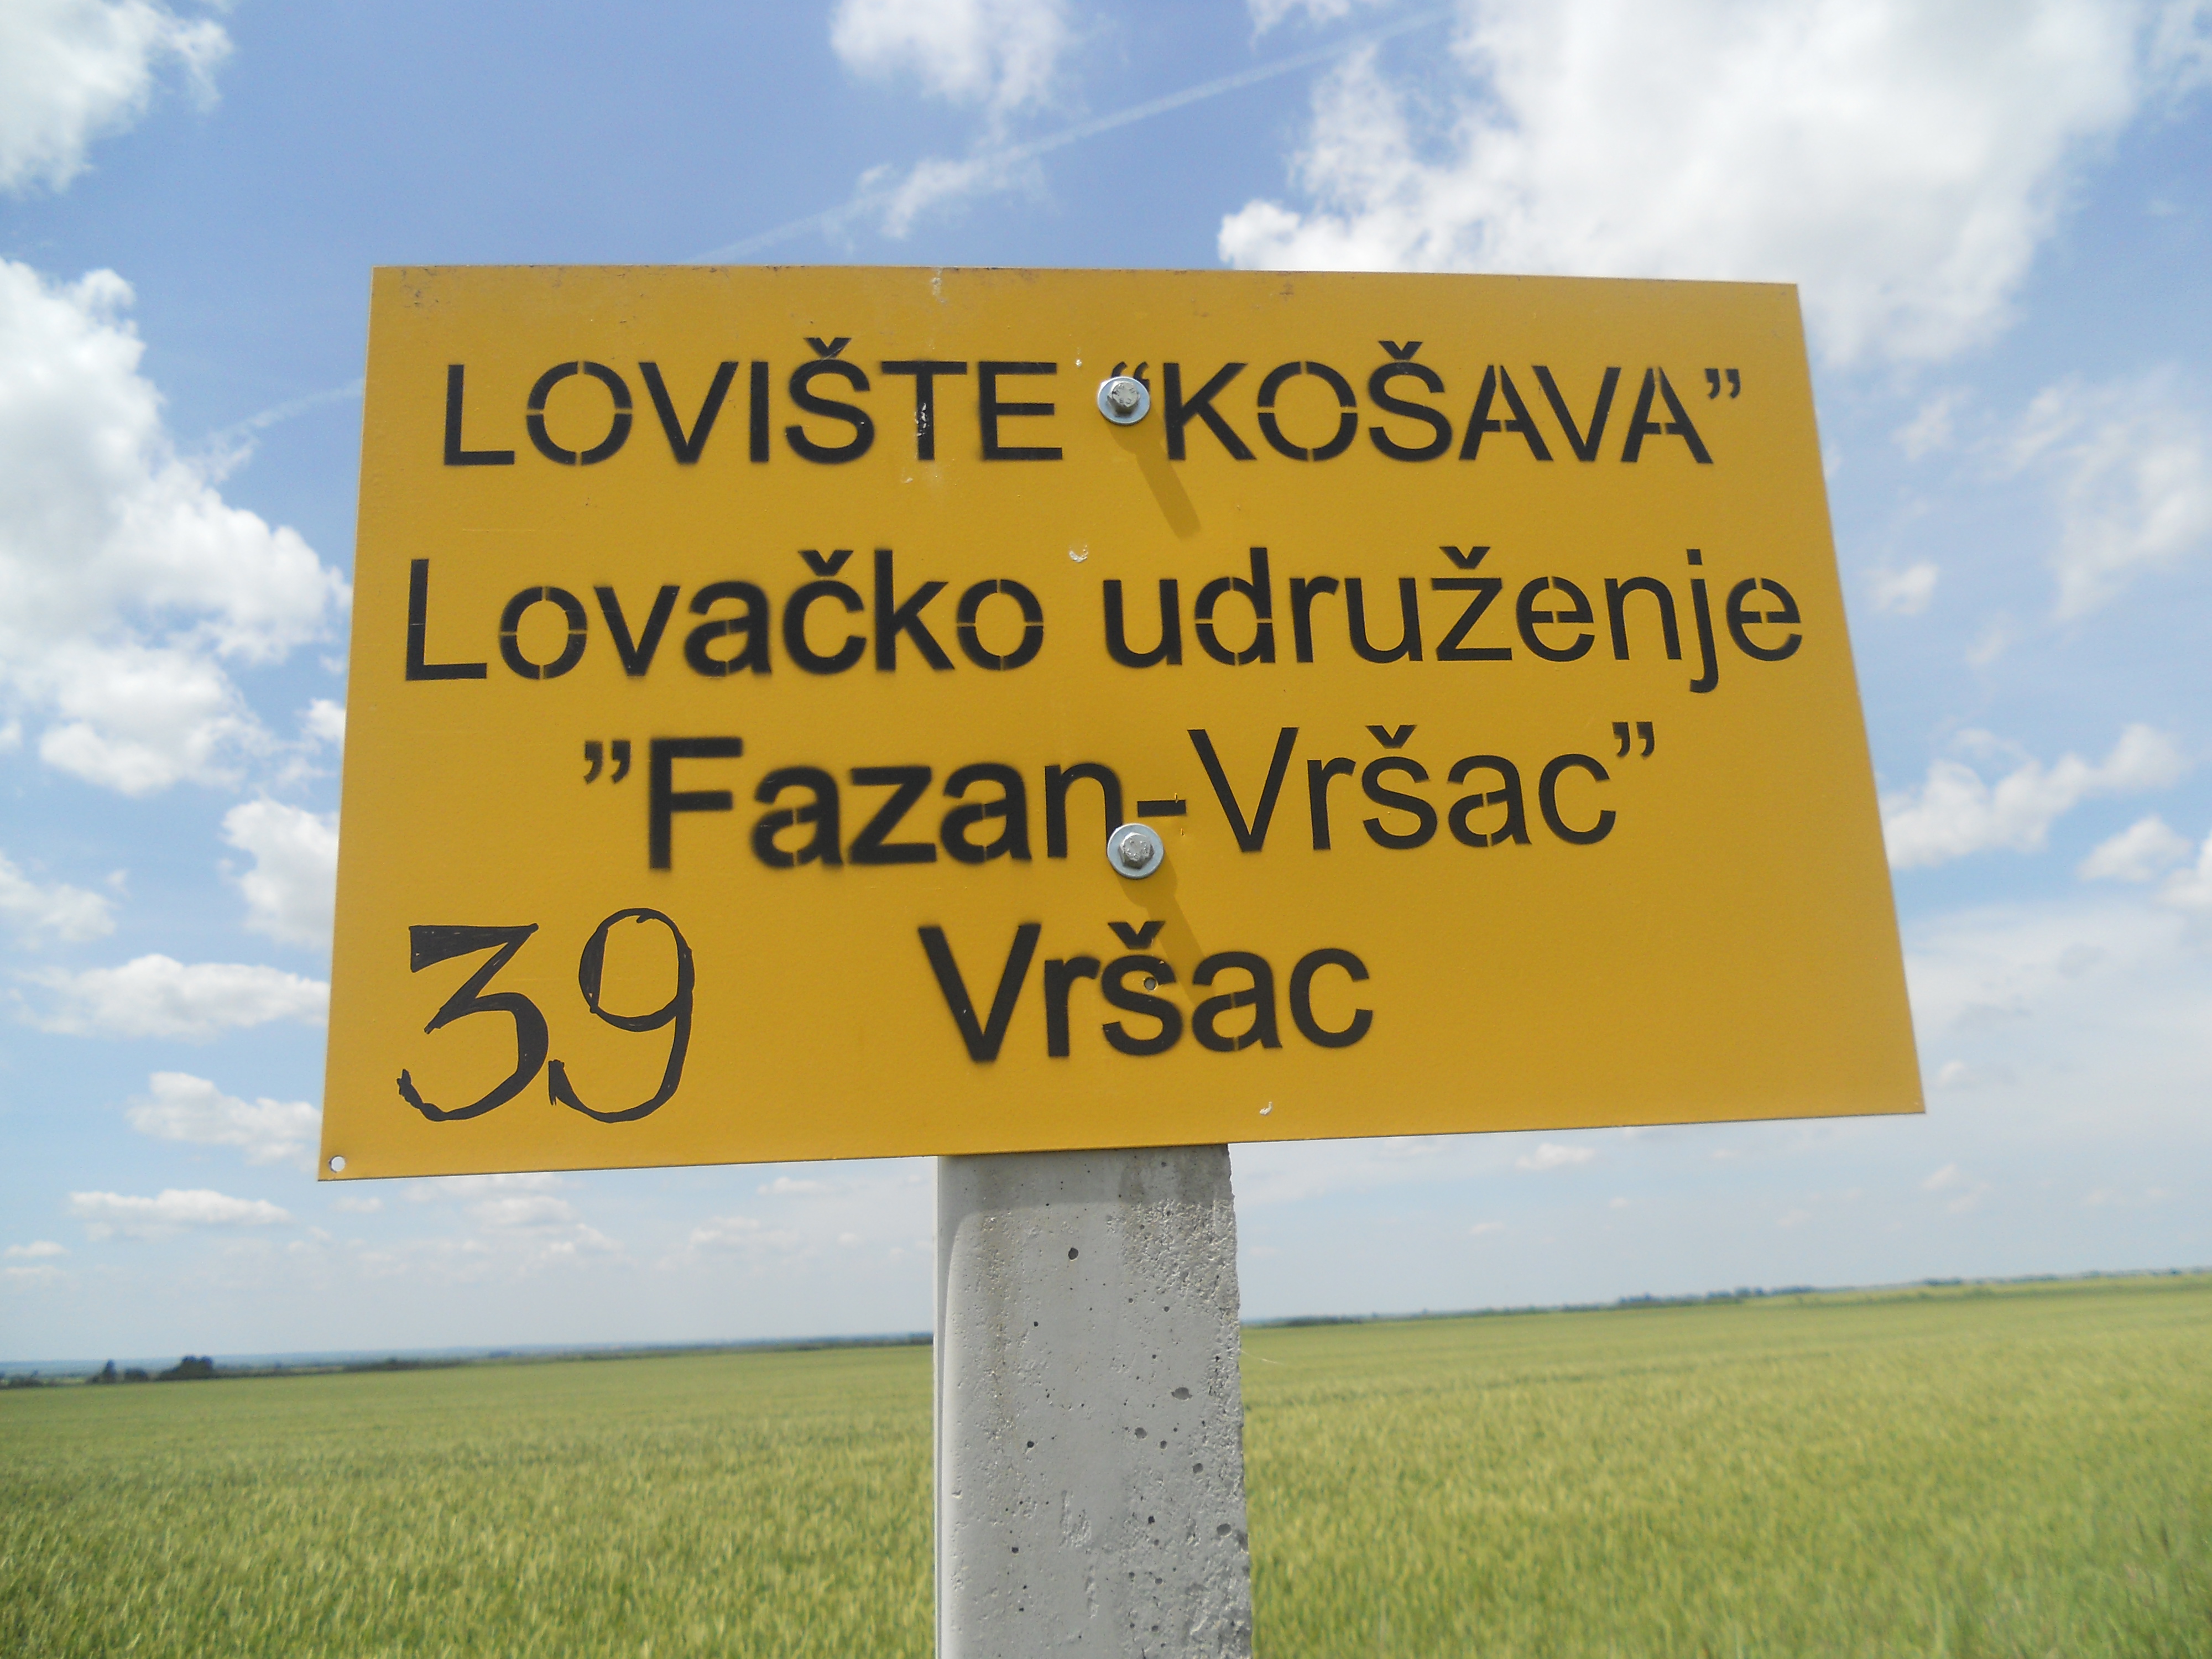 LOVIŠTE “KOŠAVA”
Lovačko udruženje
”Fazan-Vršac”
39 Vršac